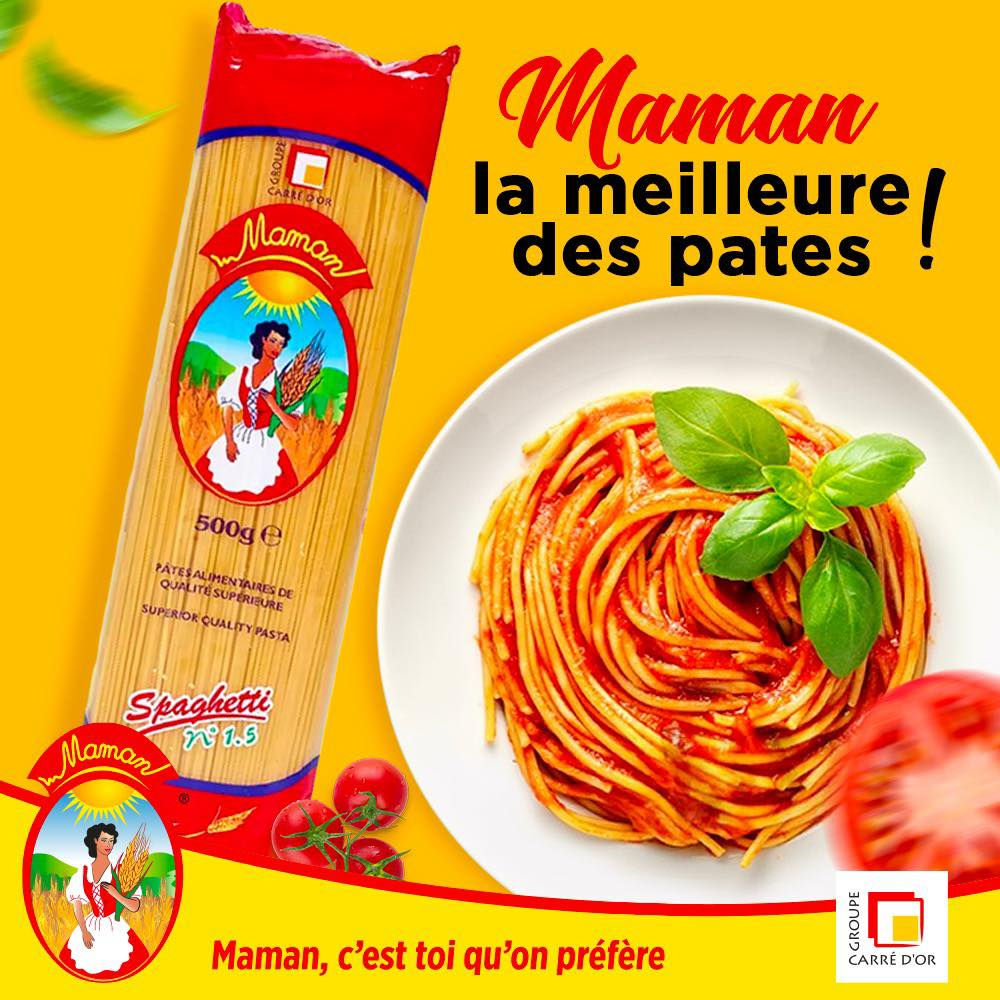 Maman
la meilleure
des pates !
GROUPE
CARRÉ D'OR
Maman
500g e
PÂTES ALIMENTAIRES DE
QUALITÉ SUPÉRIEURE
SUPERIOR QUALITY PASTA
Spaghetti
n° 1.5
Maman
®
Maman, c'est toi qu'on préfère
GROUPE
CARRÉ D'OR